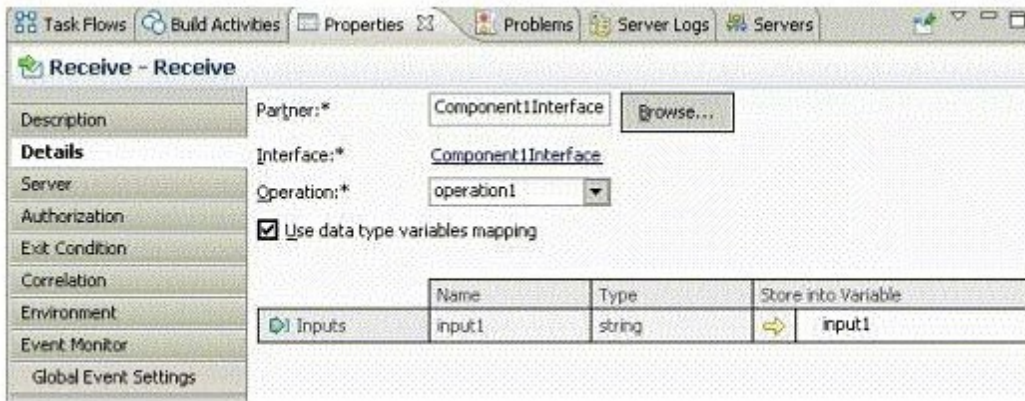 Task Flows Build Activities Properties Problems Server Logs Servers
Receive - Receive
Description
Details
Server
Authorization
Exit Condition
Correlation
Environment
Event Monitor
Global Event Settings
Partner:* Component1Interface Browse...
Interface:* Component1Interface
Operation:* operation1
Use data type variables mapping
Name Type Store into Variable
Inputs input1 string input1